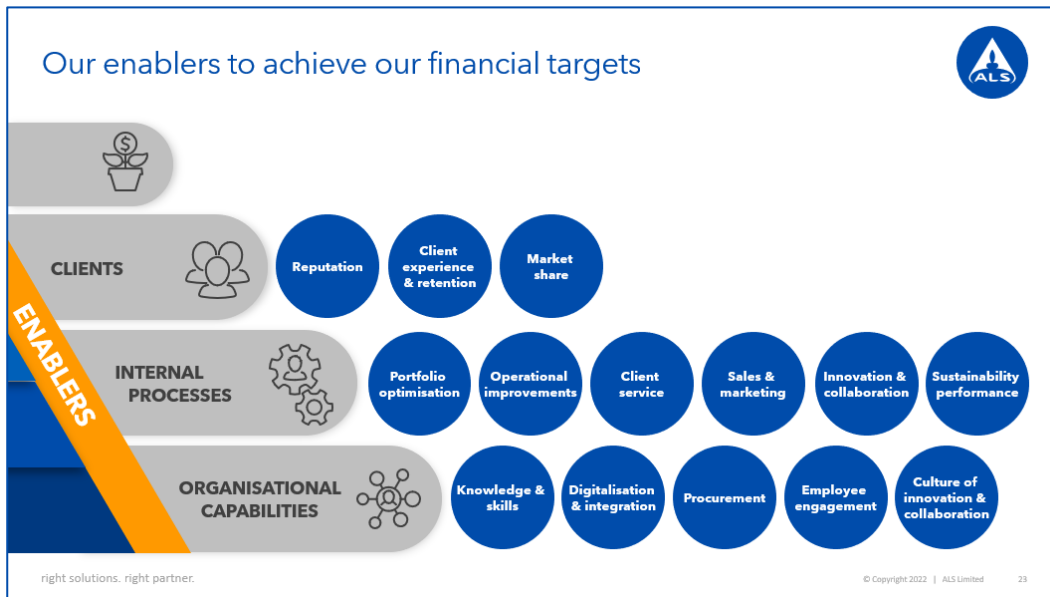 Our enablers to achieve our financial targets
ALS
$
CLIENTS
Reputation
Client
experience
& retention
Market
share
ENABLERS
INTERNAL
PROCESSES
Portfolio
optimisation
Operational
improvements
Client
service
Sales &
marketing
Innovation &
collaboration
Sustainability
performance
ORGANISATIONAL
CAPABILITIES
Knowledge &
skills
Digitalisation
& integration
Procurement
Employee
engagement
Culture of
innovation &
collaboration
right solutions. right partner.
© Copyright 2022 | ALS Limited 23